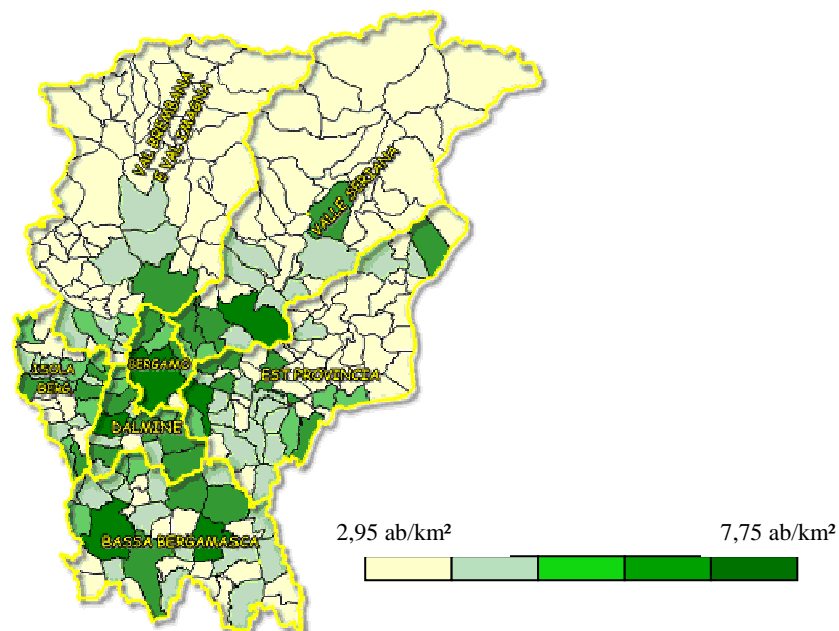 VAL BREMBANA
E VAL IMAGNA
VALLE SERIANA
BERGAMO
ISOLA
BERG.
EST PROVINCIA
DALMINE
BASSA BERGAMASCA
2,95 ab/km²
7,75 ab/km²